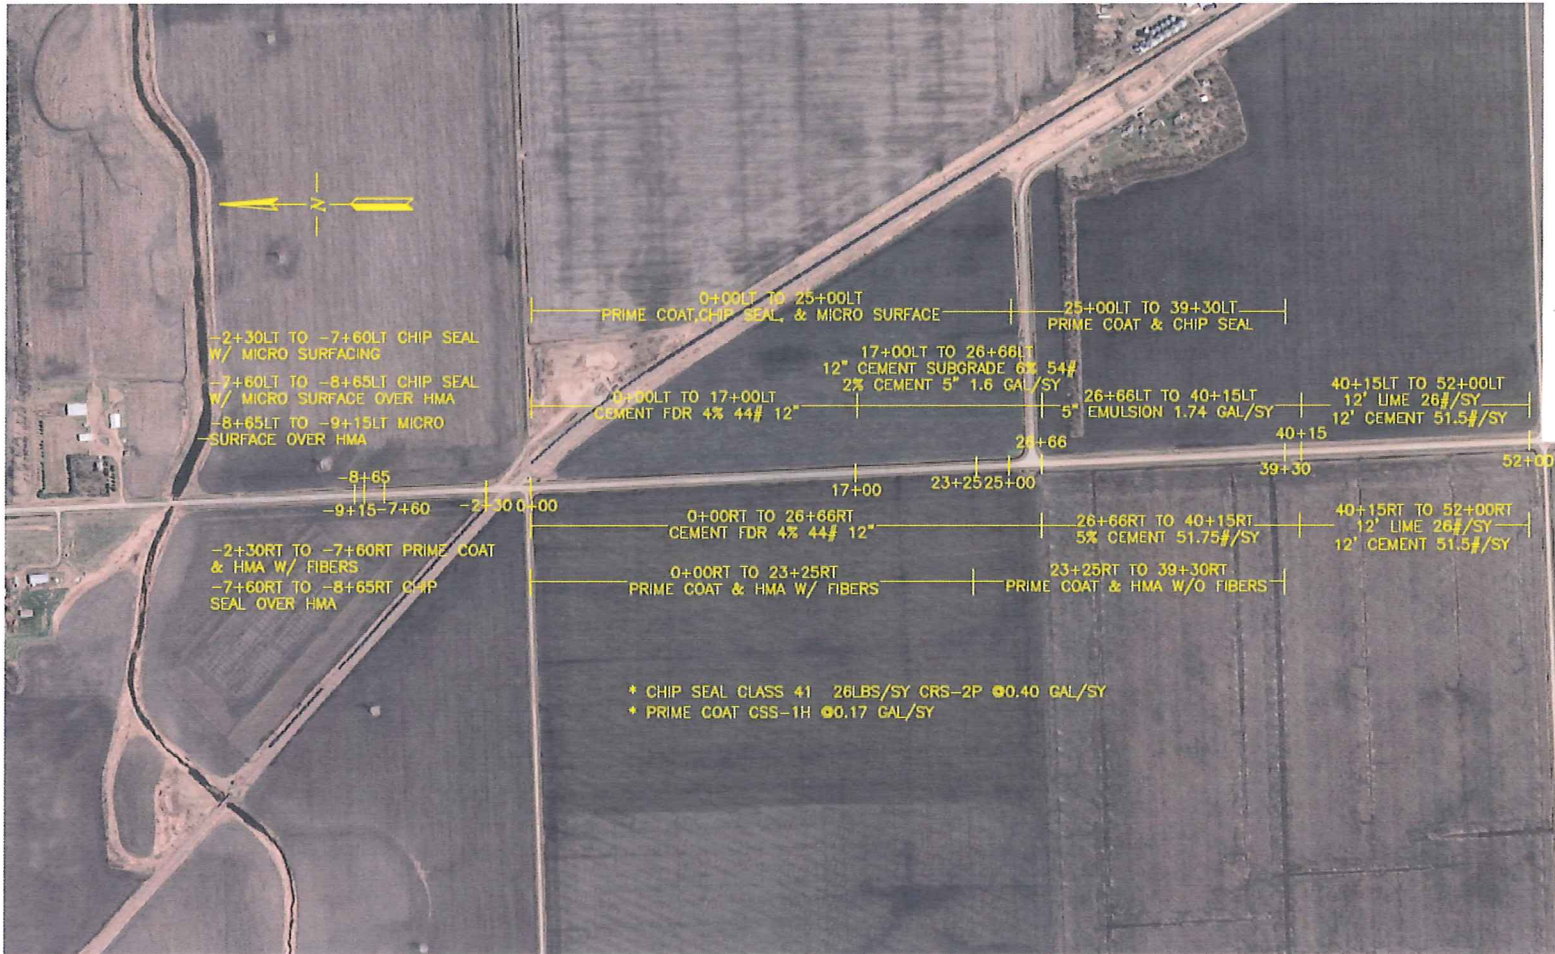 N
0+00LT TO 25+00LT
PRIME COAT,CHIP SEAL, & MICRO SURFACE
25+00LT TO 39+30LT
PRIME COAT & CHIP SEAL
-2+30LT TO -7+60LT CHIP SEAL
W/ MICRO SURFACING
-7+60LT TO -8+65LT CHIP SEAL
W/ MICRO SURFACE OVER HMA
-8+65LT TO -9+15LT MICRO
SURFACE OVER HMA
0+00LT TO 17+00LT
CEMENT FDR 4% 44# 12"
17+00LT TO 26+66LT
12" CEMENT SUBGRADE 6% 54#
2% CEMENT 5" 1.6 GAL/SY
26+66LT TO 40+15LT
5" EMULSION 1.74 GAL/SY
40+15LT TO 52+00LT
12' LIME 26#/SY
12' CEMENT 51.5#/SY
-8+65
-9+15
-7+60
-2+30
0+00
17+00
23+25
25+00
26+66
39+30
40+15
52+00
0+00RT TO 26+66RT
CEMENT FDR 4% 44# 12"
26+66RT TO 40+15RT
5% CEMENT 51.75#/SY
40+15RT TO 52+00RT
12' LIME 26#/SY
12' CEMENT 51.5#/SY
-2+30RT TO -7+60RT PRIME COAT
& HMA W/ FIBERS
-7+60RT TO -8+65RT CHIP
SEAL OVER HMA
0+00RT TO 23+25RT
PRIME COAT & HMA W/ FIBERS
23+25RT TO 39+30RT
PRIME COAT & HMA W/O FIBERS
* CHIP SEAL CLASS 41 26LBS/SY CRS-2P @0.40 GAL/SY
* PRIME COAT CSS-1H @0.17 GAL/SY